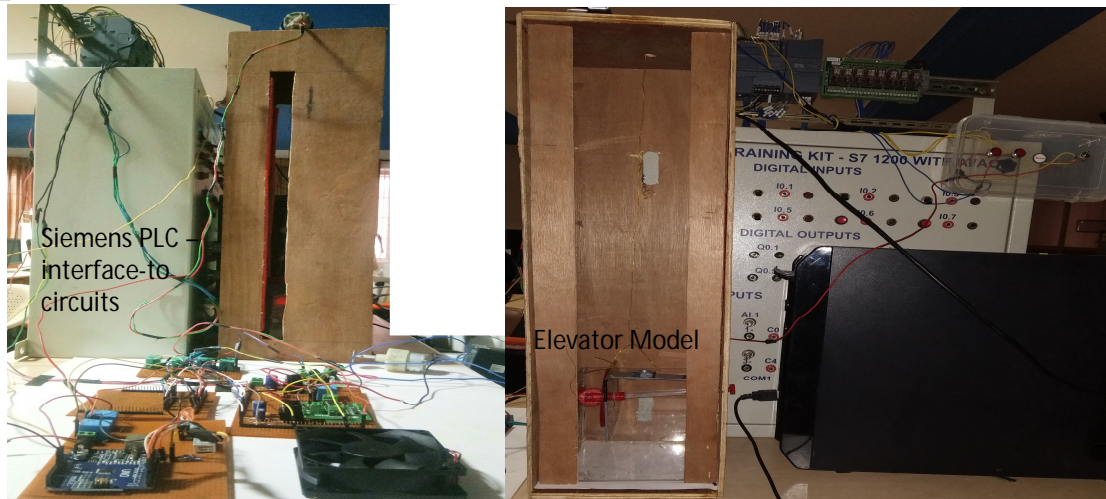 Siemens PLC –
interface-to
circuits
Elevator Model
RAINING KIT - S7 1200 WITH
DIGITAL INPUTS
I0.1
I0.2
I0.5
I0.6
I0.7
DIGITAL OUTPUTS
Q0.1
PUTS
AI.1
C0
C4
COM1